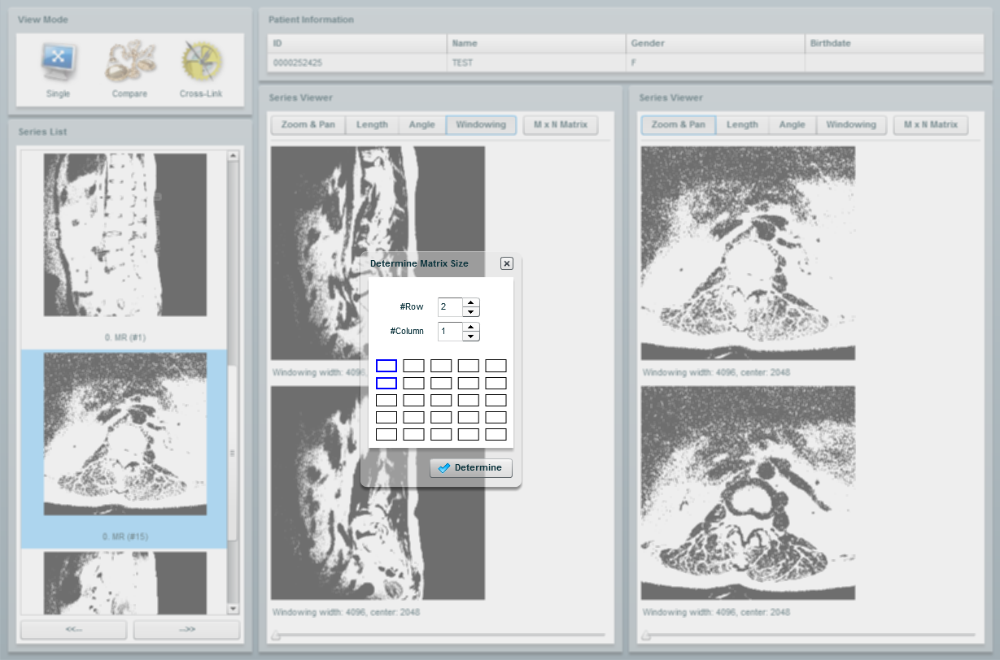 View Mode
Single
Compare
Cross-Link
Series List
0. MR (#1)
0. MR (#15)
<<--
-->>
Patient Information
ID Name Gender Birthdate
0000252425 TEST F
Series Viewer
Zoom & Pan Length Angle Windowing M x N Matrix
Windowing width: 4096,
Windowing width: 4096, center: 2048
Determine Matrix Size
#Row 2
#Column 1
Determine
Series Viewer
Zoom & Pan Length Angle Windowing M x N Matrix
Windowing width: 4096, center: 2048
Windowing width: 4096, center: 2048